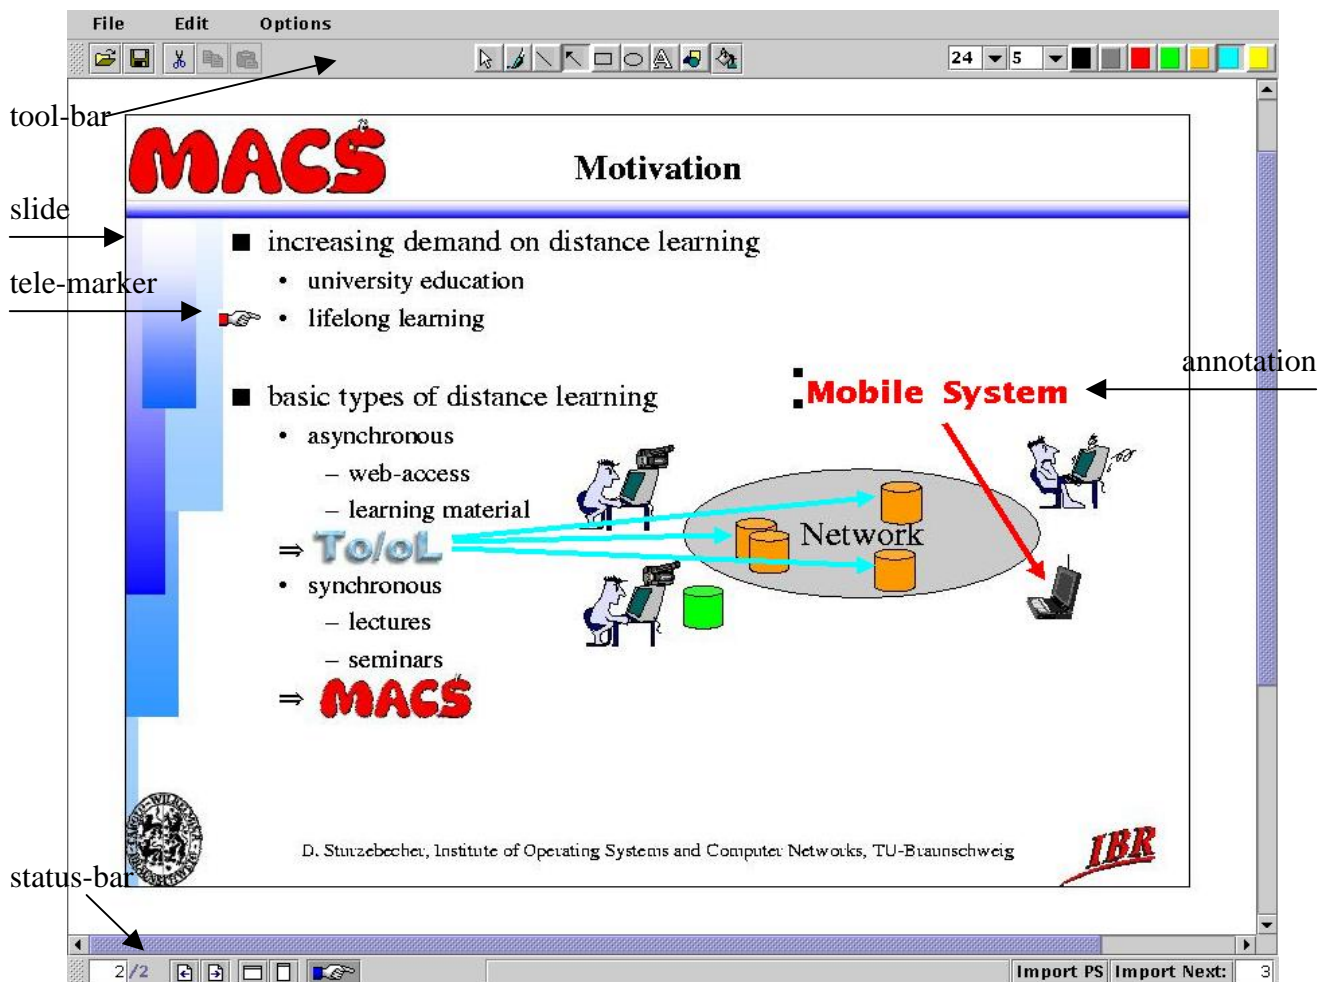 File Edit Options
24 5
tool-bar
MACS
Motivation
slide
■ increasing demand on distance learning
tele-marker
• university education
• lifelong learning
annotation
Mobile System
■ basic types of distance learning
• asynchronous
– web-access
– learning material
Network
⇒ To/oL
• synchronous
– lectures
– seminars
⇒ MACS
D. Sturzebecher, Institute of Operating Systems and Computer Networks, TU-Braunschweig
IBR
status-bar
2 /2 Import PS Import Next: 3